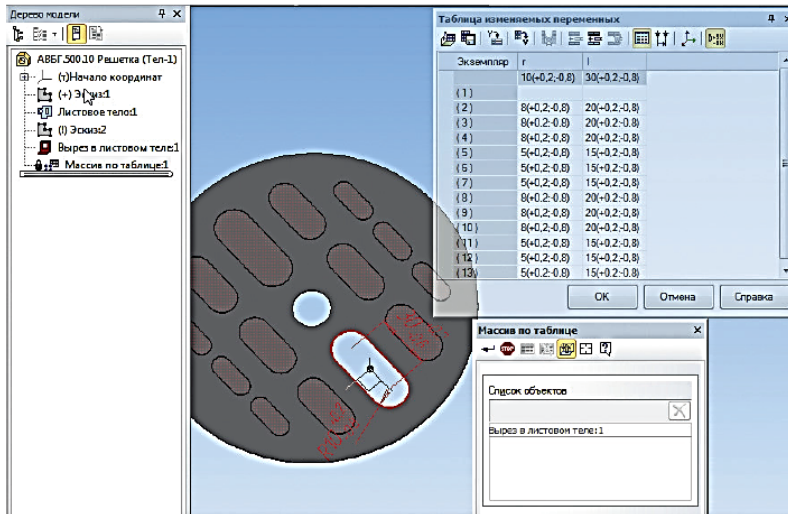 Дерево модели
АВБГ.500.10 Решетка (Тел-1)
(т)Начало координат
(+) Эскиз:1
Листовое тело:1
(I) Эскиз:2
Вырез в листовом теле:1
Массив по таблице:1
Таблица изменяемых переменных
Экземпляр r l
10(+0,2;-0,8) 30(+0,2;-0,8)
(1)
(2) 8(+0,2;-0,8) 20(+0,2;-0,8)
(3) 8(+0,2;-0,8) 20(+0,2;-0,8)
(4) 8(+0,2;-0,8) 20(+0,2;-0,8)
(5) 5(+0,2;-0,8) 15(+0,2;-0,8)
(6) 5(+0,2;-0,8) 15(+0,2;-0,8)
(7) 5(+0,2;-0,8) 15(+0,2;-0,8)
(8) 8(+0,2;-0,8) 20(+0,2;-0,8)
(9) 8(+0,2;-0,8) 20(+0,2;-0,8)
(10) 8(+0,2;-0,8) 20(+0,2;-0,8)
(11) 5(+0,2;-0,8) 15(+0,2;-0,8)
(12) 5(+0,2;-0,8) 15(+0,2;-0,8)
(13) 5(+0,2;-0,8) 15(+0,2;-0,8)
OK Отмена Справка
Массив по таблице
STOP
Список объектов
Вырез в листовом теле:1